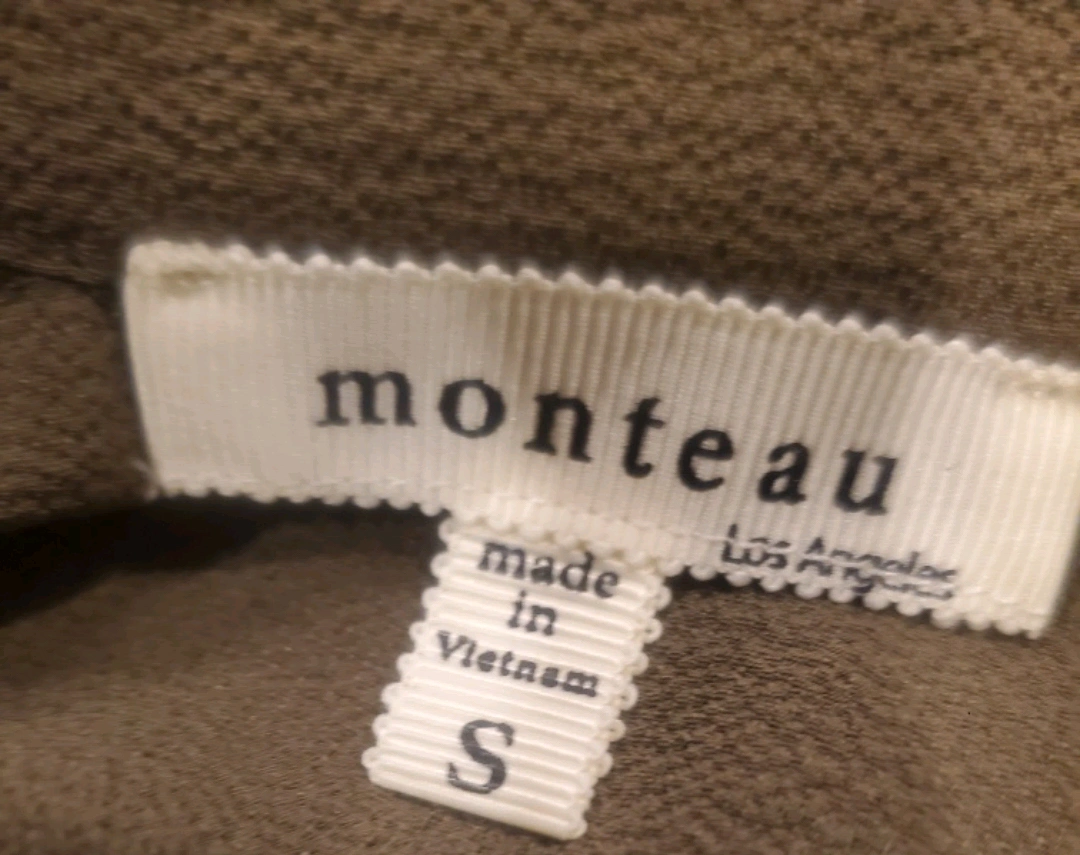 monteau
Los Angeles
made
in
Vietnam
S